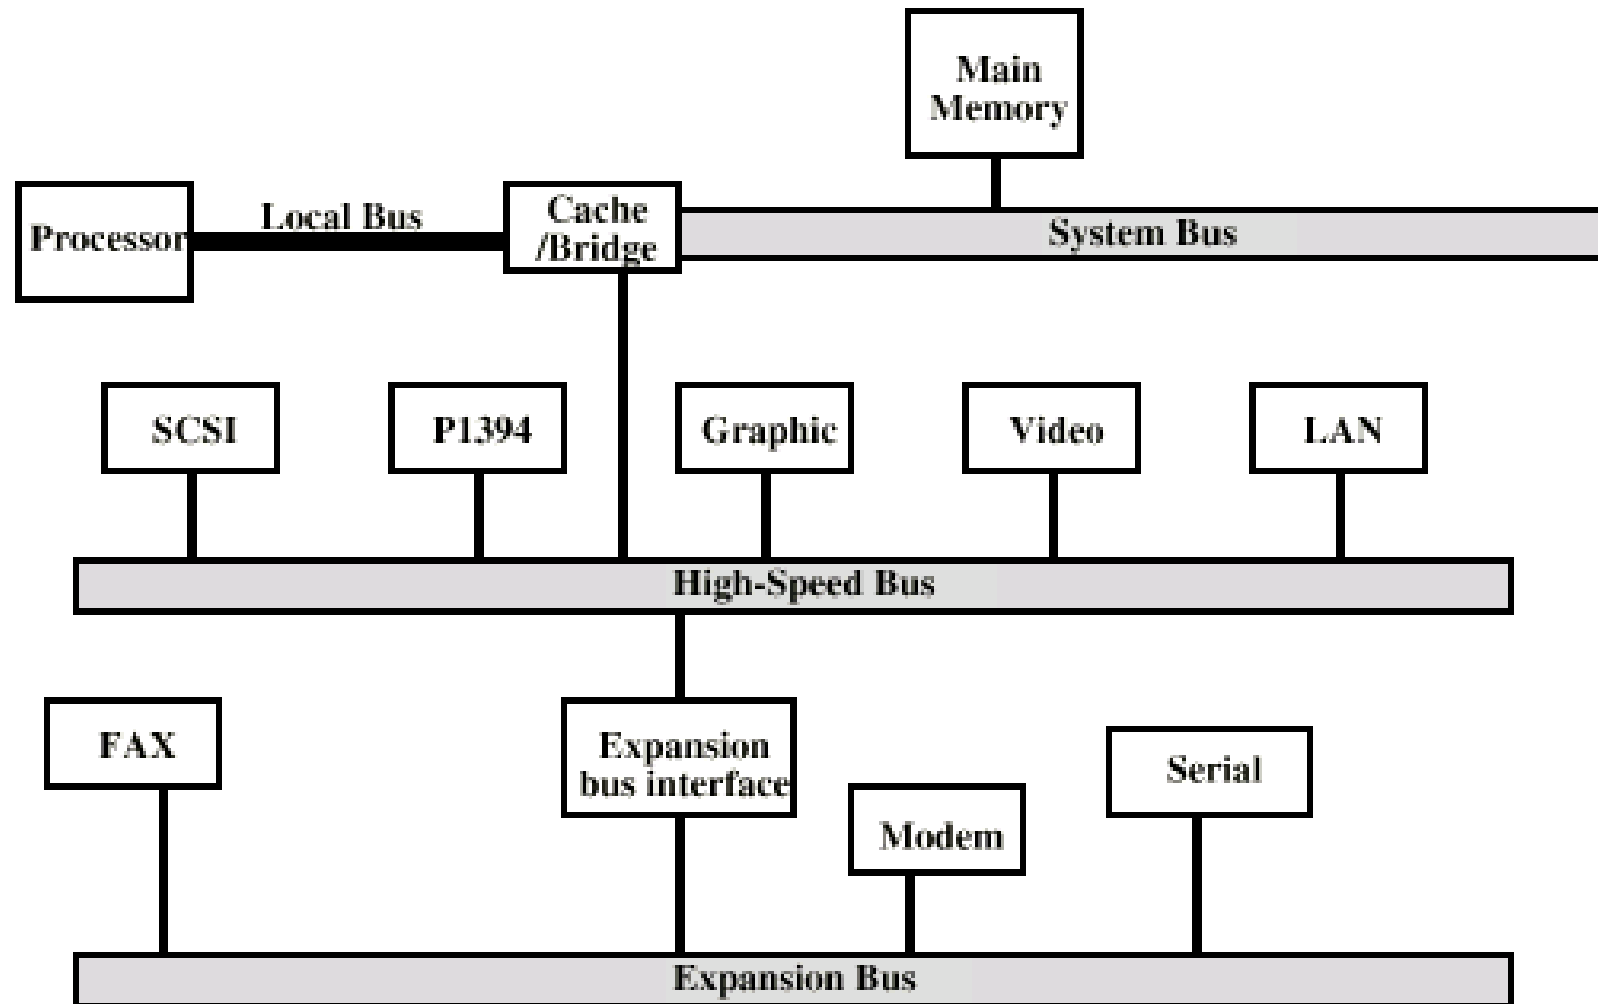 Main
Memory
Processor
Local Bus
Cache
/Bridge
System Bus
SCSI
P1394
Graphic
Video
LAN
High-Speed Bus
FAX
Expansion
bus interface
Modem
Serial
Expansion Bus